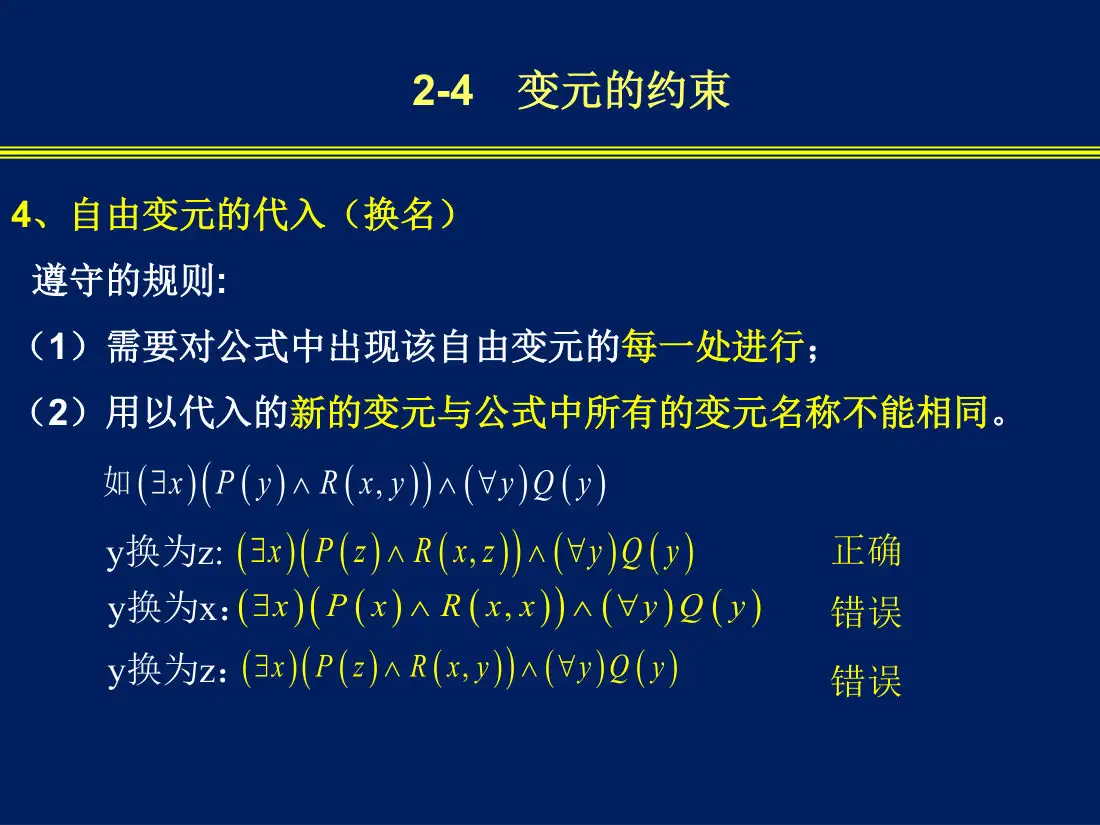 2-4 变元的约束
4、自由变元的代入（换名）
遵守的规则:
（1）需要对公式中出现该自由变元的每一处进行；
（2）用以代入的新的变元与公式中所有的变元名称不能相同。
如(∃x)(P(y)∧R(x,y))∧(∀y)Q(y)
y换为z: (∃x)(P(z)∧R(x,z))∧(∀y)Q(y) 正确
y换为x：(∃x)(P(x)∧R(x,x))∧(∀y)Q(y) 错误
y换为z：(∃x)(P(z)∧R(x,y))∧(∀y)Q(y) 错误